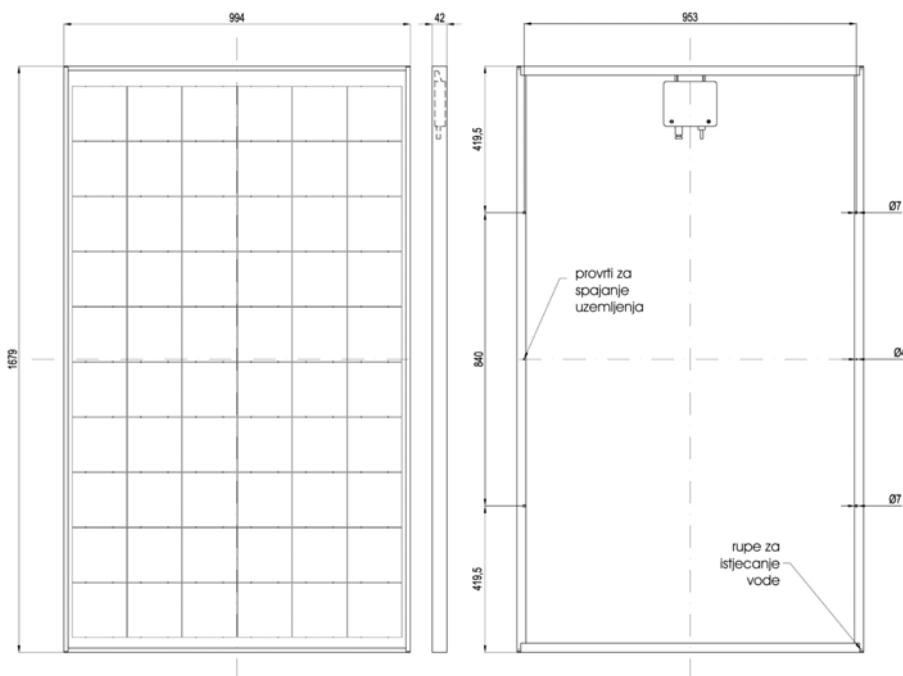 994
42
953
1679
419,5
840
419,5
Ø7
Ø4
Ø7
provrti za
spajanje
uzemljenja
rupe za
istjecanje
vode